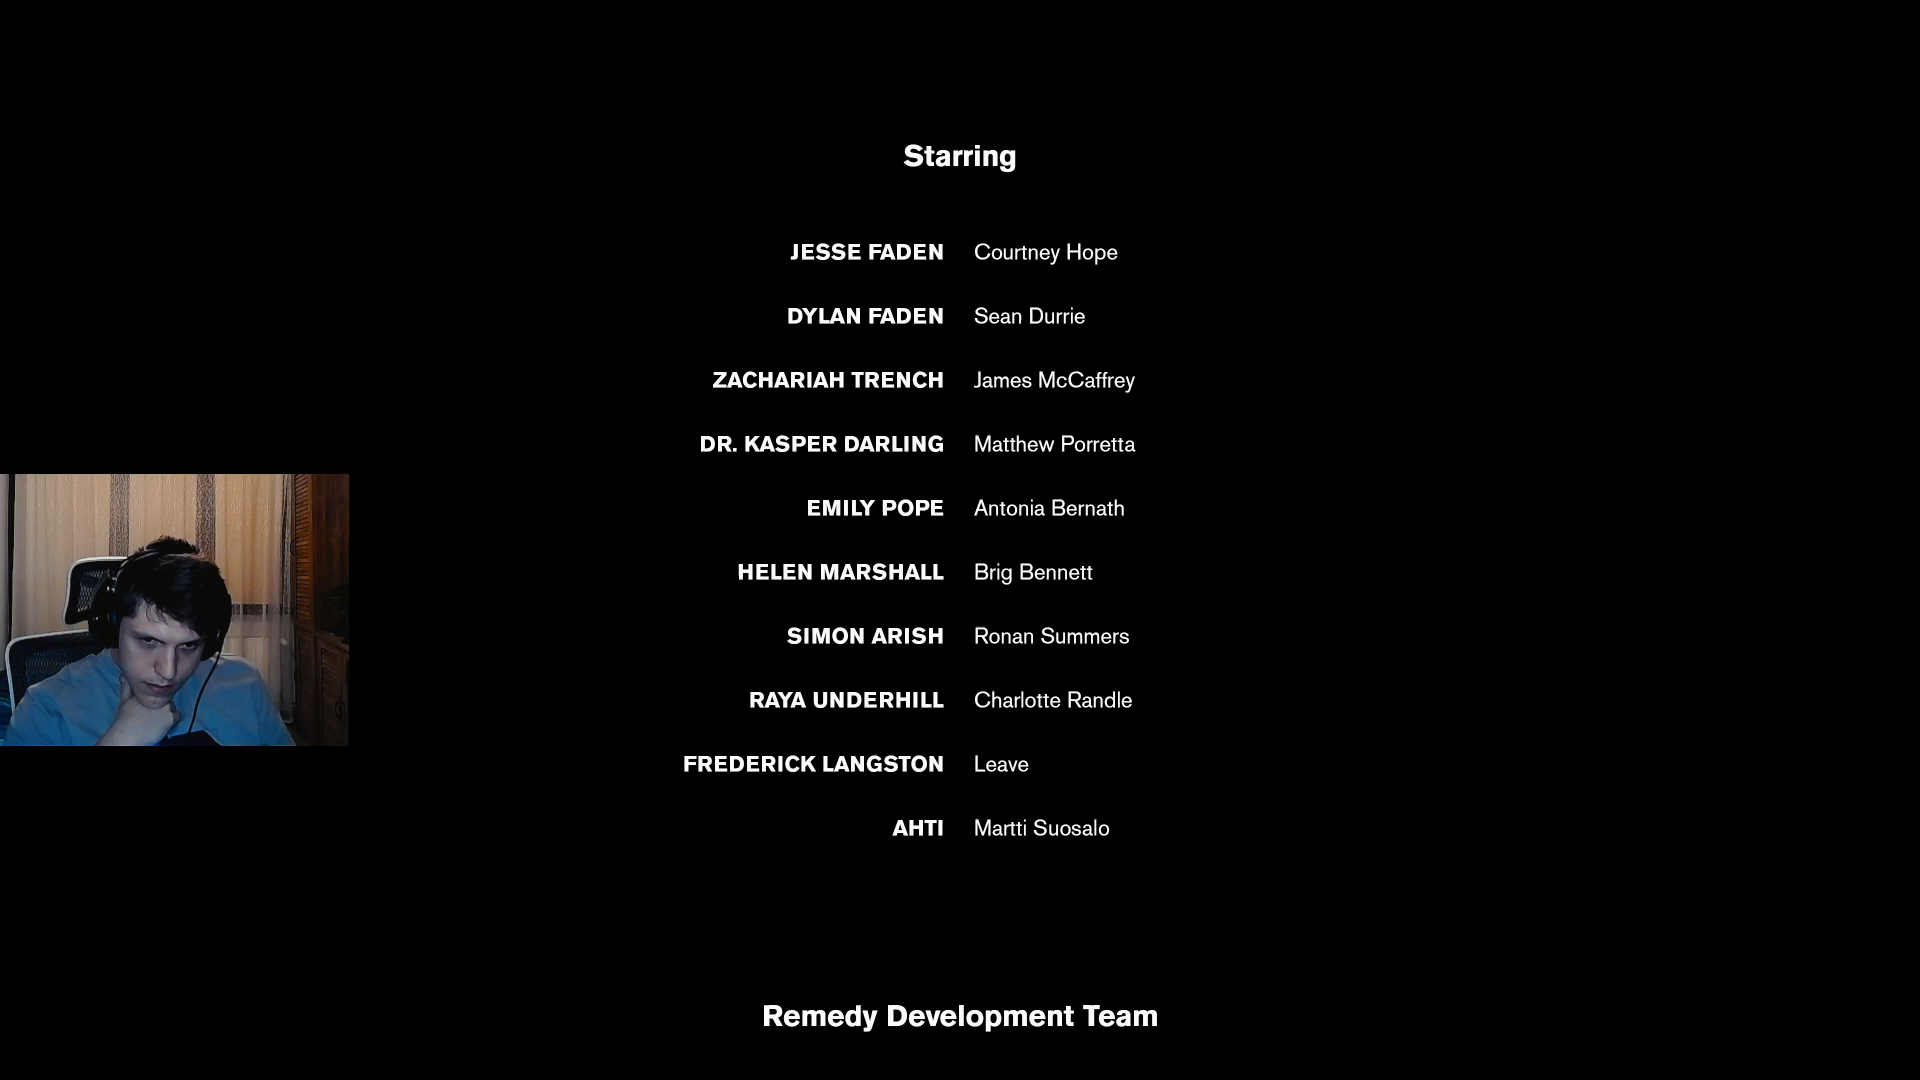 Starring
JESSE FADEN Courtney Hope
DYLAN FADEN Sean Durrie
ZACHARIAH TRENCH James McCaffrey
DR. KASPER DARLING Matthew Porretta
EMILY POPE Antonia Bernath
HELEN MARSHALL Brig Bennett
SIMON ARISH Ronan Summers
RAYA UNDERHILL Charlotte Randle
FREDERICK LANGSTON Leave
AHTI Martti Suosalo
Remedy Development Team